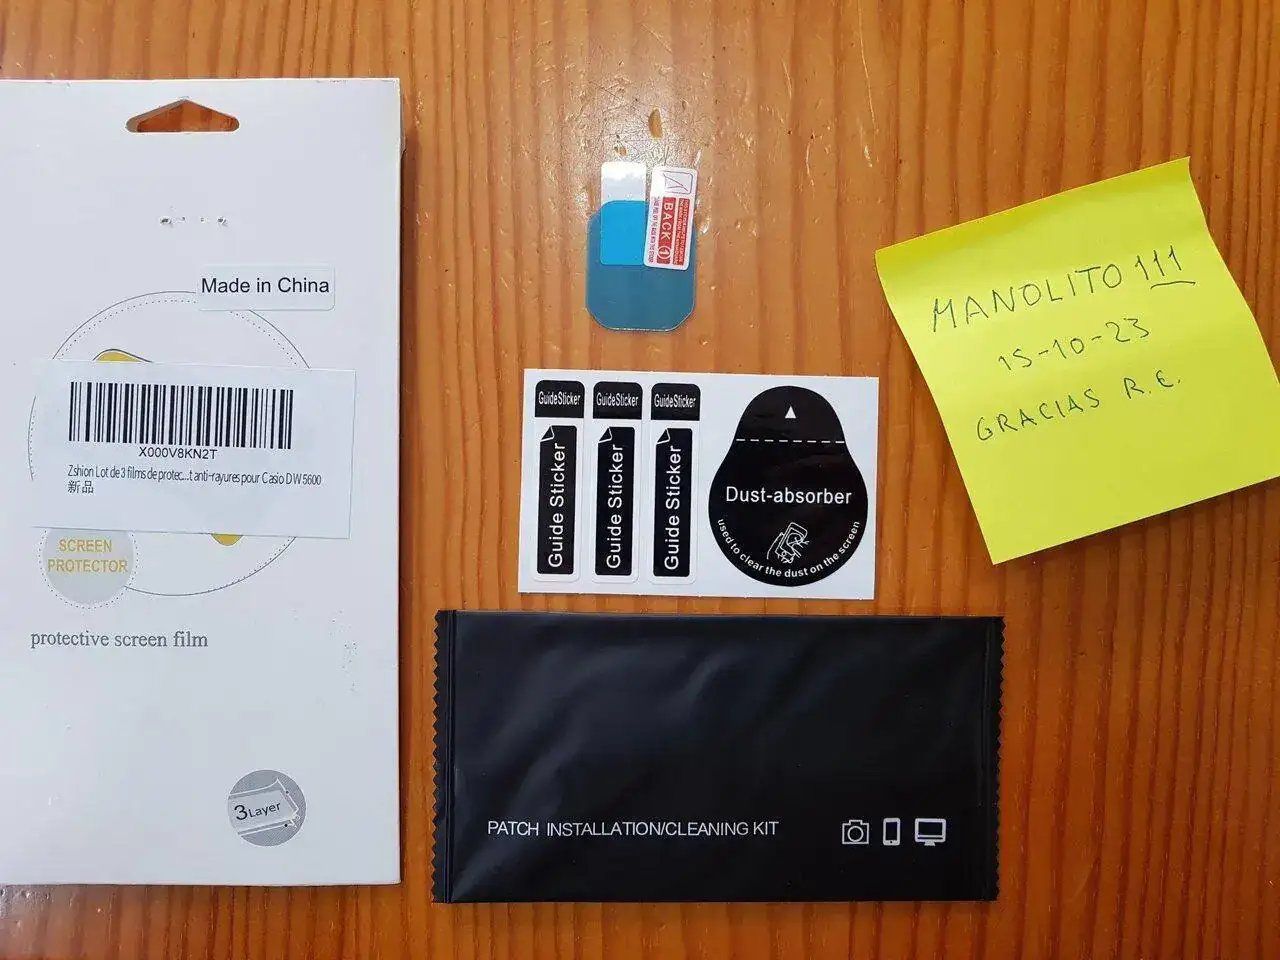 Made in China
X000V8KN2T
Zshion Lot de 3 films de protec...t anti-rayures pour Casio DW5600
新品
SCREEN
PROTECTOR
protective screen film
3Layer
BACK 1
GuideSticker
GuideSticker
GuideSticker
Guide Sticker
Guide Sticker
Guide Sticker
Dust-absorber
used to clear the dust on the screen
PATCH INSTALLATION/CLEANING KIT
MANOLITO 111
15-10-23
GRACIAS R.E.